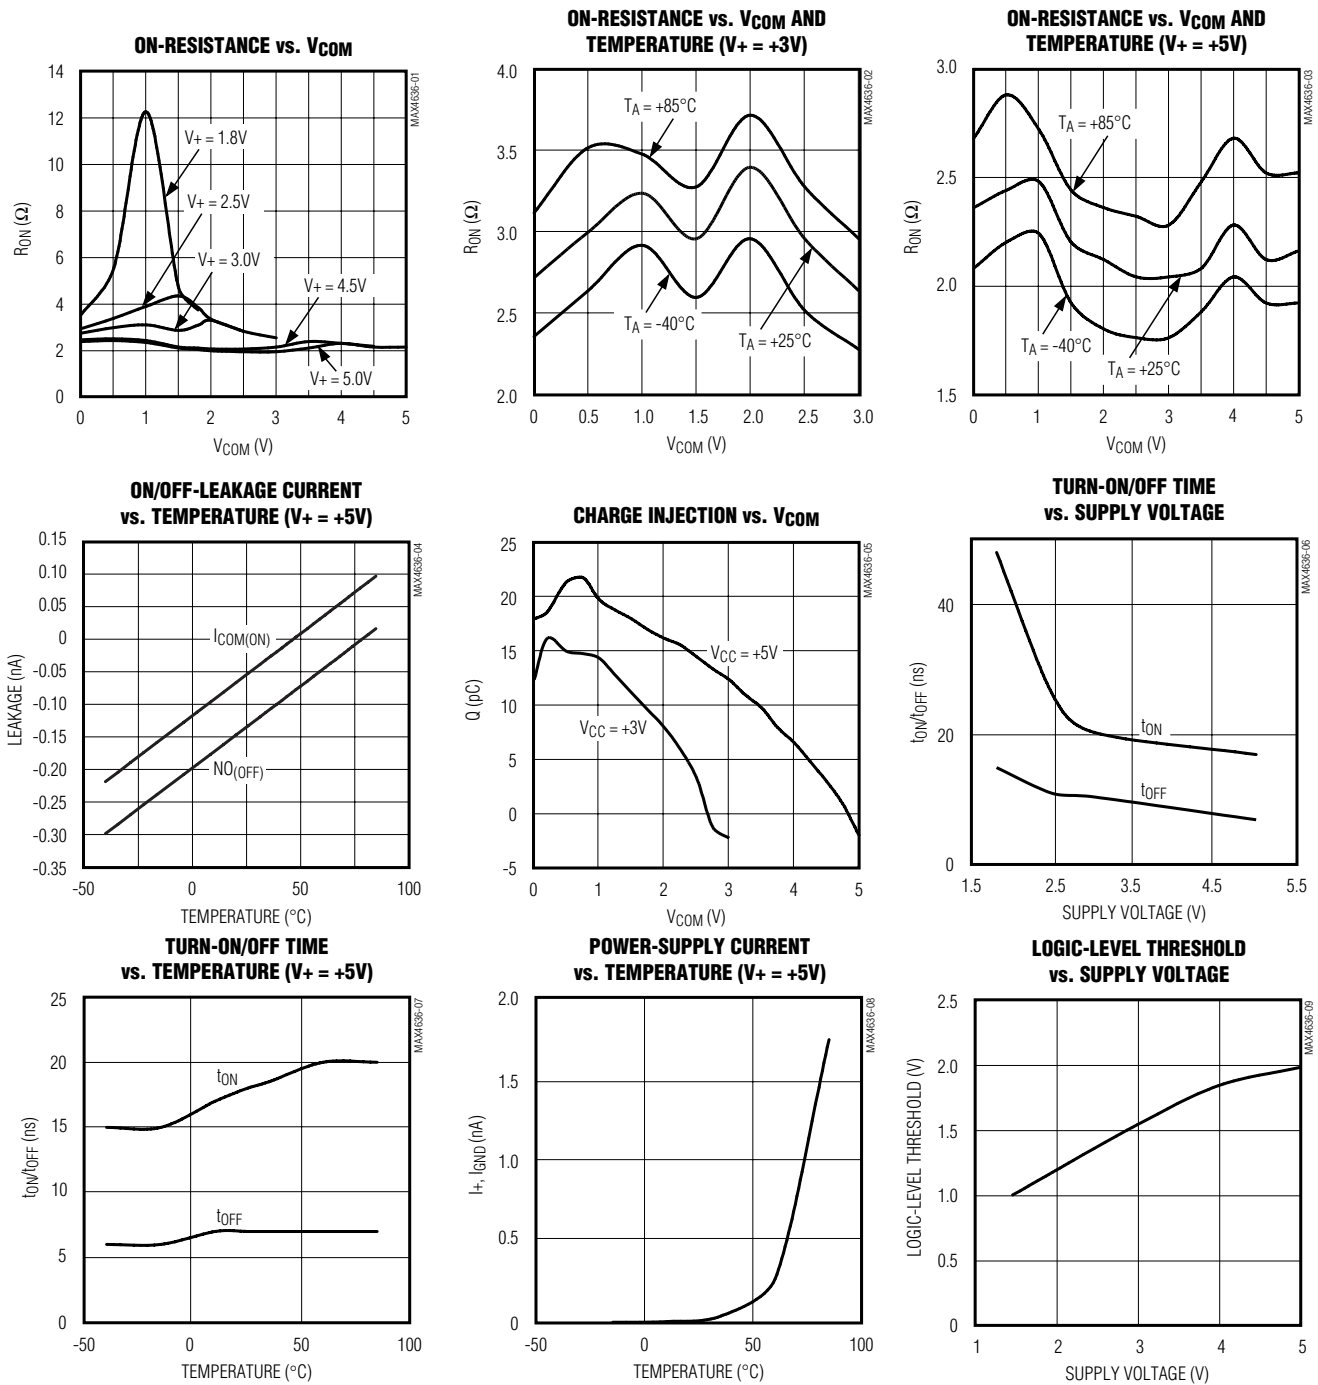 ON-RESISTANCE vs. VCOM
14
12
10
8
6
4
2
0
RON (Ω)
V+ = 1.8V
V+ = 2.5V
V+ = 3.0V
V+ = 4.5V
V+ = 5.0V
0 1 2 3 4 5
VCOM (V)
MAX4636-01
ON-RESISTANCE vs. VCOM AND
TEMPERATURE (V+ = +3V)
4.0
3.5
3.0
2.5
2.0
RON (Ω)
TA = +85°C
TA = -40°C
TA = +25°C
0 0.5 1.0 1.5 2.0 2.5 3.0
VCOM (V)
MAX4636-02
ON-RESISTANCE vs. VCOM AND
TEMPERATURE (V+ = +5V)
3.0
2.5
2.0
1.5
RON (Ω)
TA = +85°C
TA = -40°C
TA = +25°C
0 1 2 3 4 5
VCOM (V)
MAX4636-03
ON/OFF-LEAKAGE CURRENT
vs. TEMPERATURE (V+ = +5V)
0.15
0.10
0.05
0
-0.05
-0.10
-0.15
-0.20
-0.25
-0.30
-0.35
LEAKAGE (nA)
ICOM(ON)
NO(OFF)
-50 0 50 100
TEMPERATURE (°C)
MAX4636-04
CHARGE INJECTION vs. VCOM
25
20
15
10
5
0
-5
Q (pC)
VCC = +5V
VCC = +3V
0 1 2 3 4 5
VCOM (V)
MAX4636-05
TURN-ON/OFF TIME
vs. SUPPLY VOLTAGE
40
20
0
tON/tOFF (ns)
tON
tOFF
1.5 2.5 3.5 4.5 5.5
SUPPLY VOLTAGE (V)
MAX4636-06
TURN-ON/OFF TIME
vs. TEMPERATURE (V+ = +5V)
25
20
15
10
5
0
tON/tOFF (ns)
tON
tOFF
-50 0 50 100
TEMPERATURE (°C)
MAX4636-07
POWER-SUPPLY CURRENT
vs. TEMPERATURE (V+ = +5V)
2.0
1.5
1.0
0.5
0
I+, IGND (nA)
-50 0 50 100
TEMPERATURE (°C)
MAX4636-08
LOGIC-LEVEL THRESHOLD
vs. SUPPLY VOLTAGE
2.5
2.0
1.5
1.0
0.5
0
LOGIC-LEVEL THRESHOLD (V)
1 2 3 4 5
SUPPLY VOLTAGE (V)
MAX4636-09